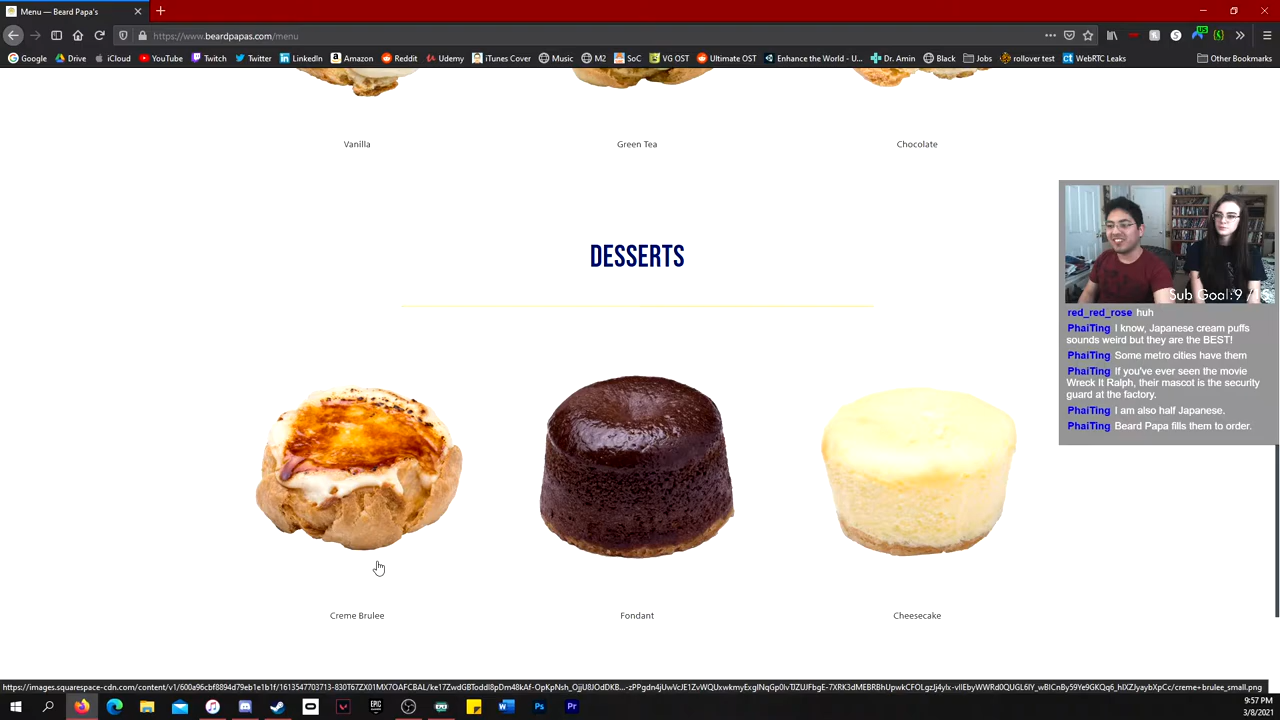 Menu — Beard Papa's
https://www.beardpapas.com/menu
Google Drive iCloud YouTube Twitch Twitter LinkedIn Amazon Reddit Udemy iTunes Cover Music M2 SoC VG OST Ultimate OST Enhance the World - U... Dr. Amin Black Jobs rollover test WebRTC Leaks Other Bookmarks
Vanilla Green Tea Chocolate
DESSERTS
Sub Goal:9 /
red_red_rose huh
PhaiTing I know, Japanese cream puffs
sounds weird but they are the BEST!
PhaiTing Some metro cities have them
PhaiTing If you've ever seen the movie
Wreck It Ralph, their mascot is the security
guard at the factory.
PhaiTing I am also half Japanese.
PhaiTing Beard Papa fills them to order.
Creme Brulee Fondant Cheesecake
9:57 PM
3/8/2021